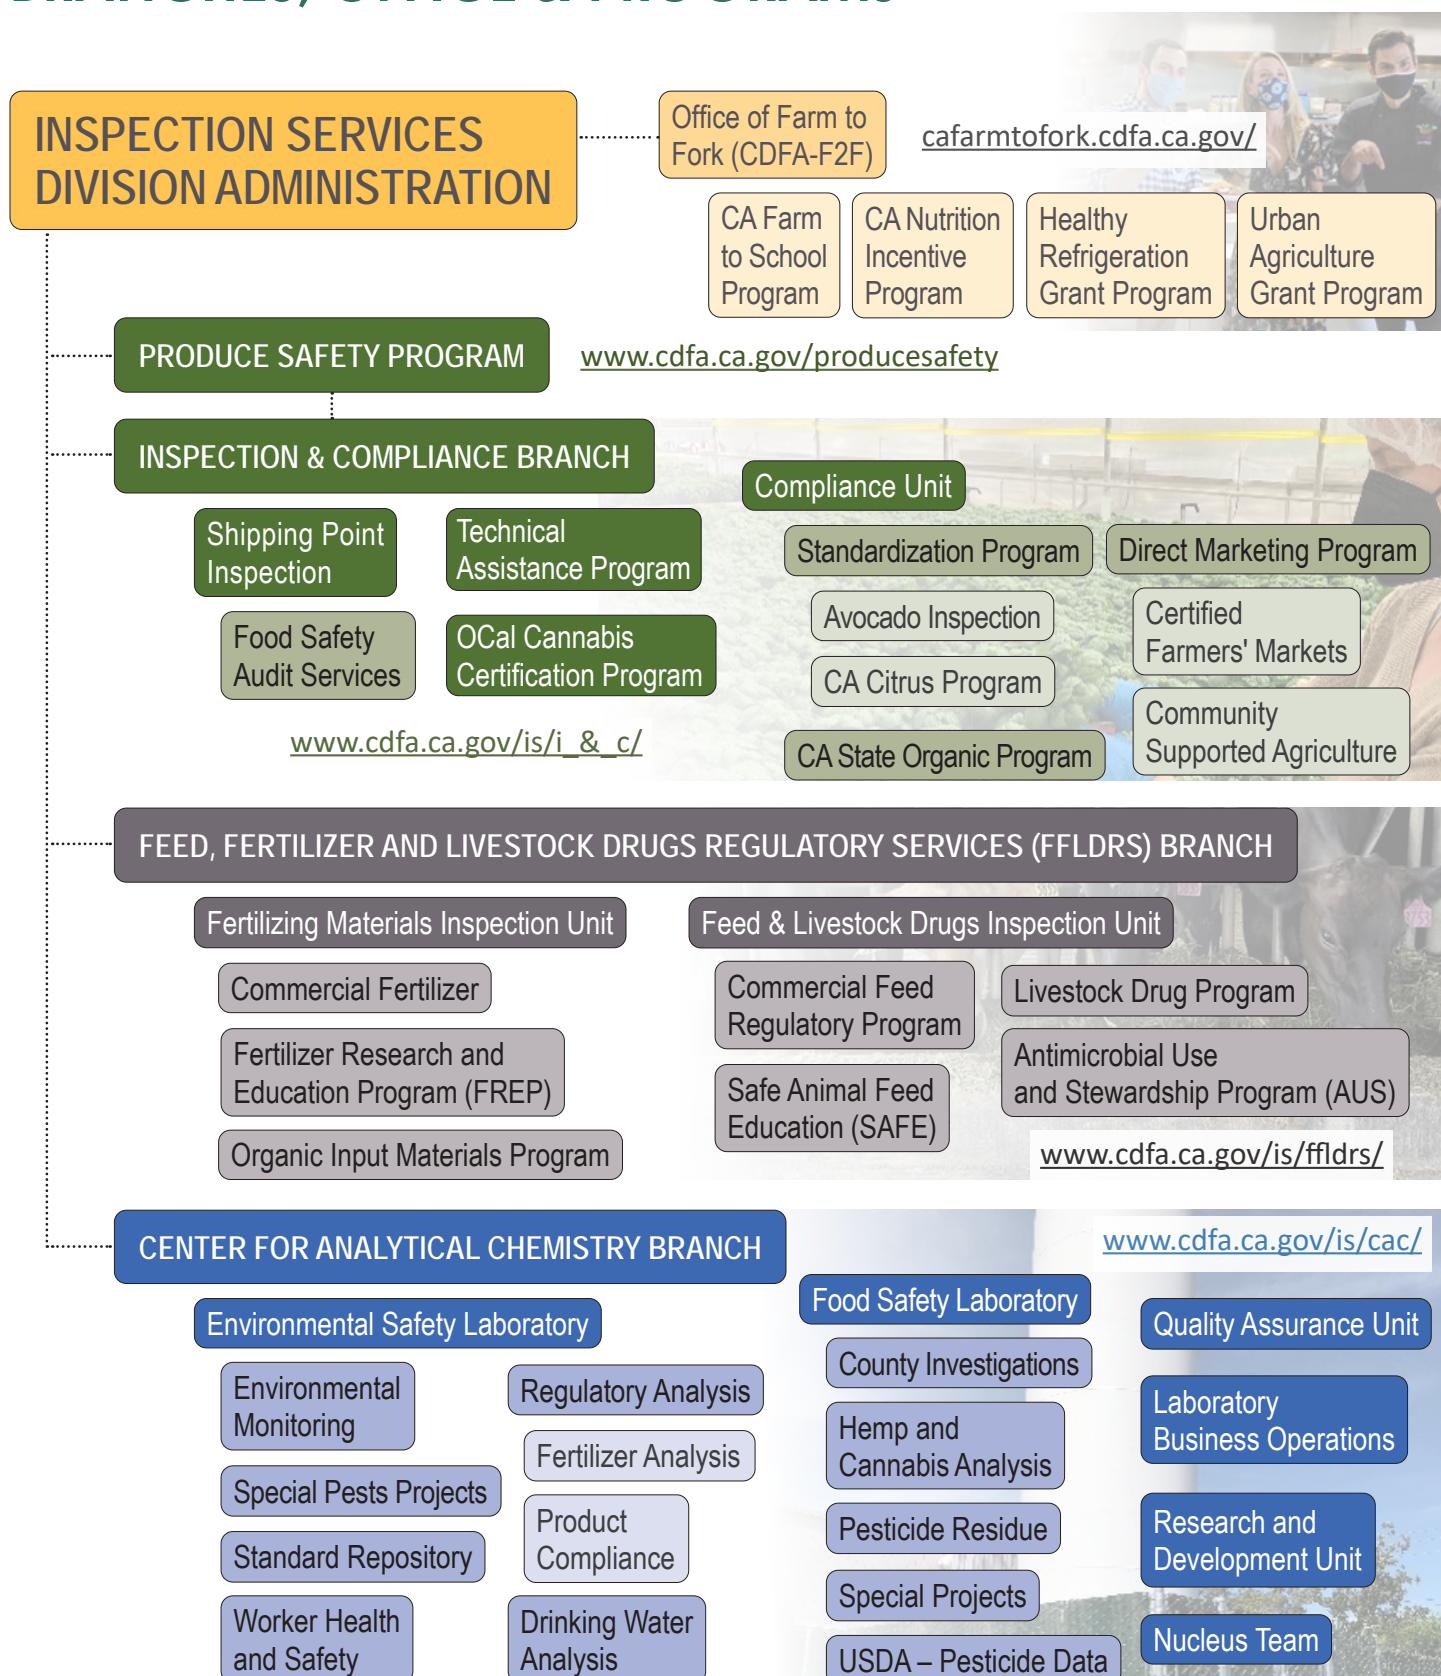 INSPECTION SERVICES
DIVISION ADMINISTRATION
Office of Farm to
Fork (CDFA-F2F)
cafarmtofork.cdfa.ca.gov/
CA Farm
to School
Program
CA Nutrition
Incentive
Program
Healthy
Refrigeration
Grant Program
Urban
Agriculture
Grant Program
PRODUCE SAFETY PROGRAM
www.cdfa.ca.gov/producesafety
INSPECTION & COMPLIANCE BRANCH
Shipping Point
Inspection
Food Safety
Audit Services
Technical
Assistance Program
OCal Cannabis
Certification Program
www.cdfa.ca.gov/is/i_&_c/
Compliance Unit
Standardization Program
Avocado Inspection
CA Citrus Program
CA State Organic Program
Direct Marketing Program
Certified
Farmers' Markets
Community
Supported Agriculture
FEED, FERTILIZER AND LIVESTOCK DRUGS REGULATORY SERVICES (FFLDRS) BRANCH
Fertilizing Materials Inspection Unit
Commercial Fertilizer
Fertilizer Research and
Education Program (FREP)
Organic Input Materials Program
Feed & Livestock Drugs Inspection Unit
Commercial Feed
Regulatory Program
Safe Animal Feed
Education (SAFE)
Livestock Drug Program
Antimicrobial Use
and Stewardship Program (AUS)
www.cdfa.ca.gov/is/ffldrs/
CENTER FOR ANALYTICAL CHEMISTRY BRANCH
www.cdfa.ca.gov/is/cac/
Environmental Safety Laboratory
Environmental
Monitoring
Special Pests Projects
Standard Repository
Worker Health
and Safety
Regulatory Analysis
Fertilizer Analysis
Product
Compliance
Drinking Water
Analysis
Food Safety Laboratory
County Investigations
Hemp and
Cannabis Analysis
Pesticide Residue
Special Projects
USDA – Pesticide Data
Quality Assurance Unit
Laboratory
Business Operations
Research and
Development Unit
Nucleus Team